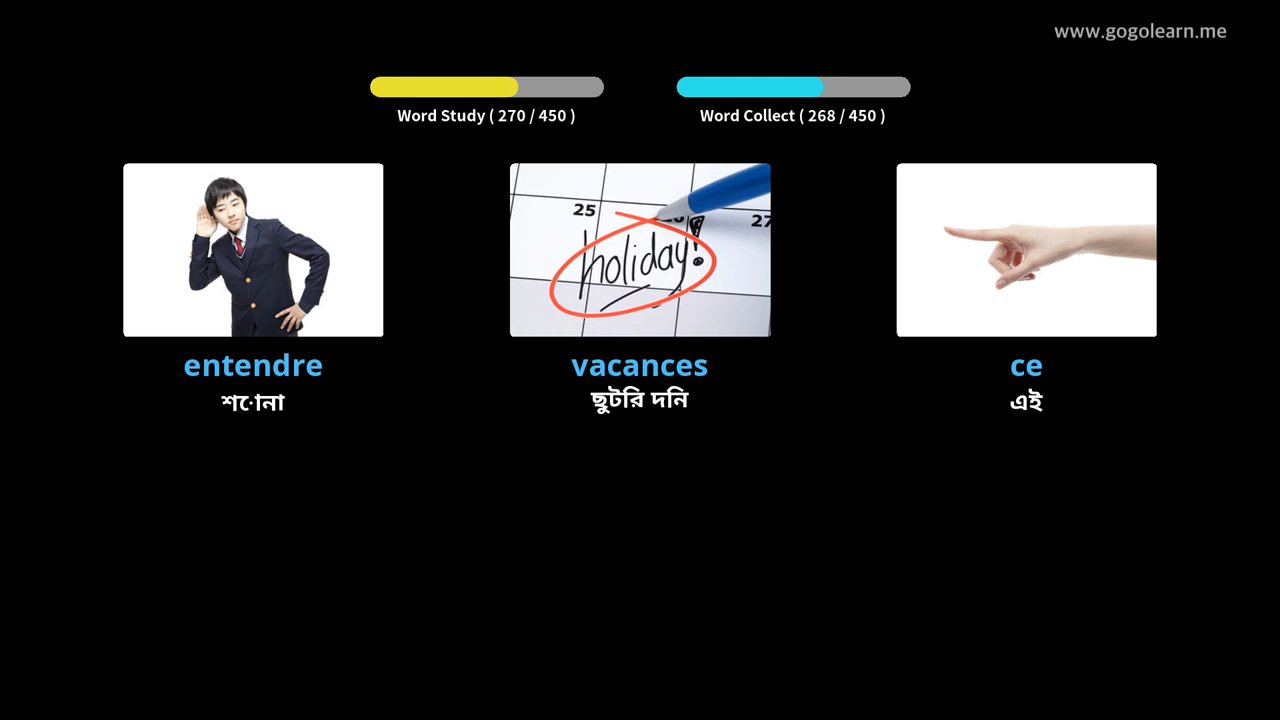 www.gogolearn.me
Word Study ( 270 / 450 )
Word Collect ( 268 / 450 )
25
27
holiday!
entendre
vacances
ce
শোনা
ছুটির দিন
এই